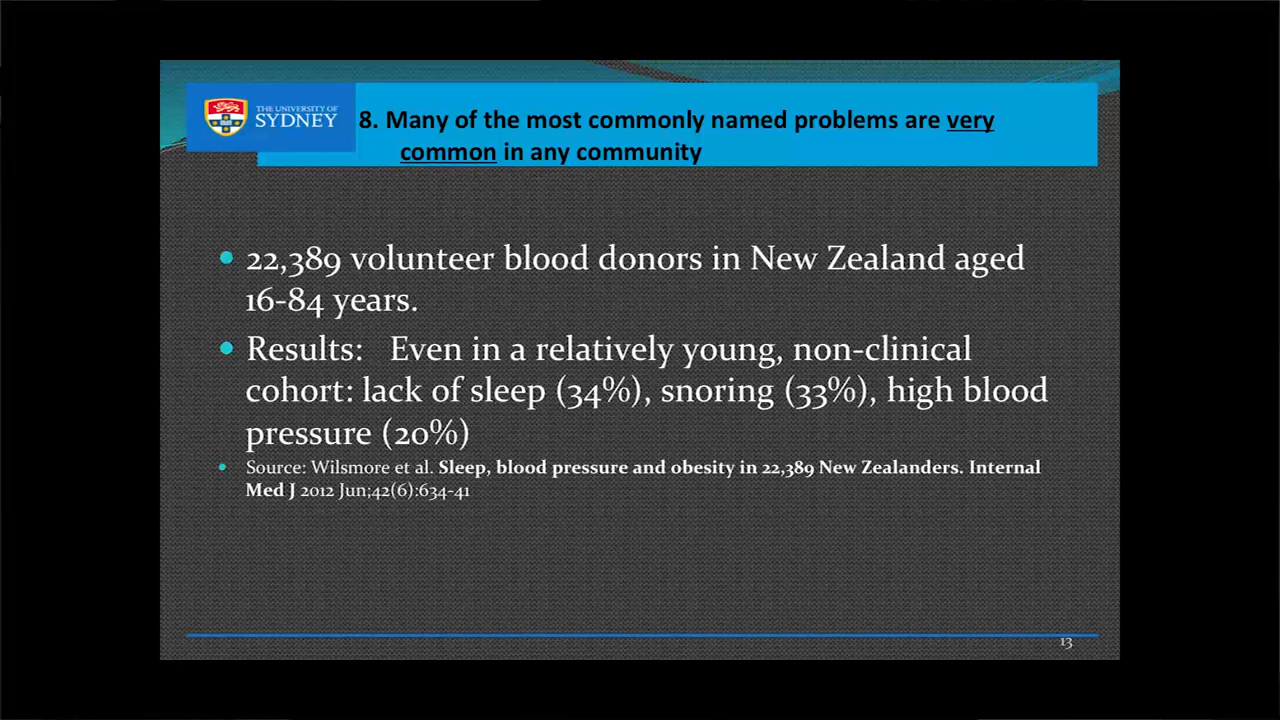 THE UNIVERSITY OF
SYDNEY
8. Many of the most commonly named problems are very
common in any community
• 22,389 volunteer blood donors in New Zealand aged
16-84 years.
• Results: Even in a relatively young, non-clinical
cohort: lack of sleep (34%), snoring (33%), high blood
pressure (20%)
• Source: Wilsmore et al. Sleep, blood pressure and obesity in 22,389 New Zealanders. Internal
Med J 2012 Jun;42(6):634-41
13